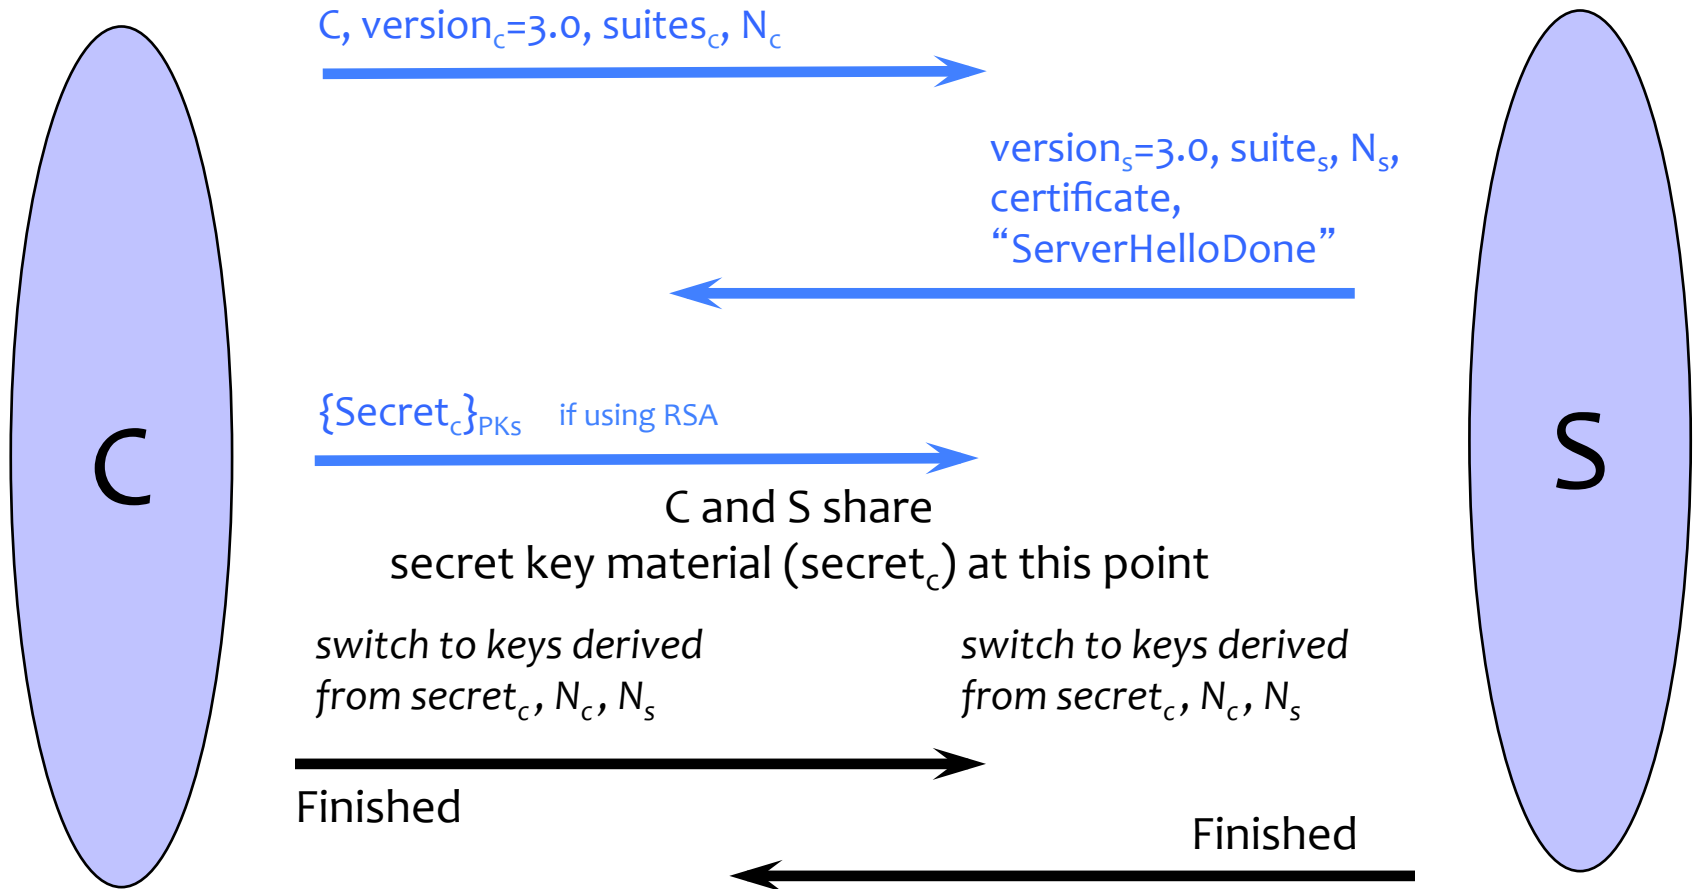 C, version_c=3.0, suites_c, N_c
version_s=3.0, suite_s, N_s,
certificate,
“ServerHelloDone”
{Secret_c}_PKs if using RSA
C
S
C and S share
secret key material (secret_c) at this point
switch to keys derived
from secret_c, N_c, N_s
switch to keys derived
from secret_c, N_c, N_s
Finished
Finished